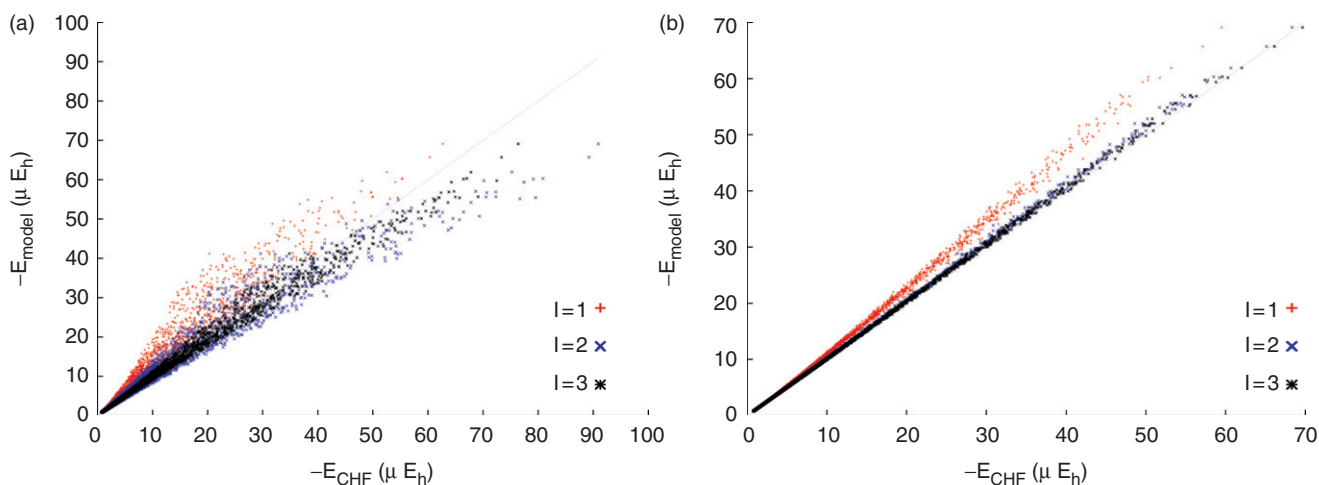 (a)
100
90
80
70
60
50
40
30
20
10
0
–E_model (μ E_h)
0 10 20 30 40 50 60 70 80 90 100
–E_CHF (μ E_h)
l=1
l=2
l=3
(b)
70
60
50
40
30
20
10
0
–E_model (μ E_h)
10 20 30 40 50 60 70
–E_CHF (μ E_h)
l=1
l=2
l=3